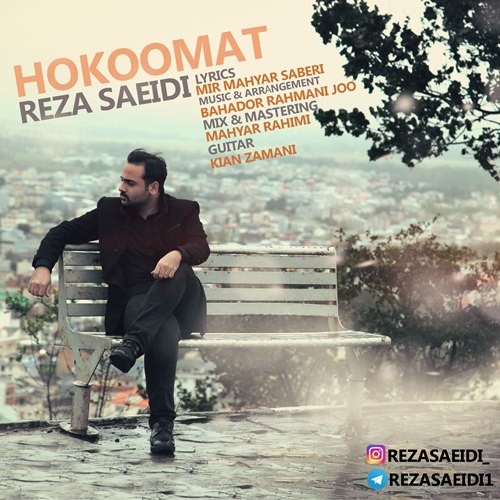 HOKOOMAT
REZA SAEIDI
LYRICS
MIR MAHYAR SABERI
MUSIC & ARRANGEMENT
BAHADOR RAHMANI JOO
MIX & MASTERING
MAHYAR RAHIMI
GUITAR
KIAN ZAMANI
REZASAEIDI_
REZASAEIDI1